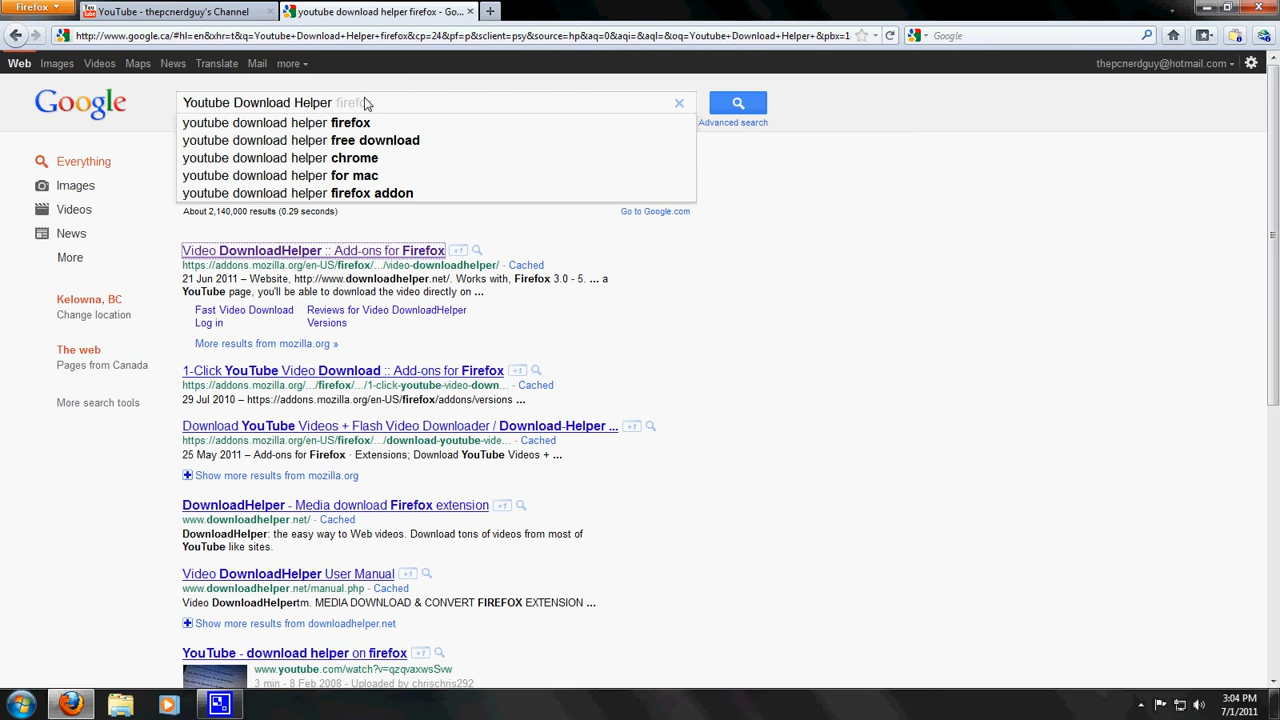 Firefox
YouTube - thepcnerdguy's Channel
youtube download helper firefox - Goo...
http://www.google.ca/#hl=en&xhr=t&q=Youtube+Download+Helper+firefox&cp=24&pf=p&sclient=psy&source=hp&aq=0&aqi=&aql=&oq=Youtube+Download+Helper+&pbx=1
Google
Web Images Videos Maps News Translate Mail more
thepcnerdguy@hotmail.com
Google
Youtube Download Helper firefox
Advanced search
youtube download helper firefox
youtube download helper free download
youtube download helper chrome
youtube download helper for mac
youtube download helper firefox addon
About 2,140,000 results (0.29 seconds)
Go to Google.com
Everything
Images
Videos
News
More
Kelowna, BC
Change location
The web
Pages from Canada
More search tools
Video DownloadHelper :: Add-ons for Firefox +1
https://addons.mozilla.org/en-US/firefox/.../video-downloadhelper/ - Cached
21 Jun 2011 – Website, http://www.downloadhelper.net/. Works with, Firefox 3.0 - 5. ... a
YouTube page, you'll be able to download the video directly on ...
Fast Video Download Reviews for Video DownloadHelper
Log in Versions
More results from mozilla.org »
1-Click YouTube Video Download :: Add-ons for Firefox +1
https://addons.mozilla.org/.../firefox/.../1-click-youtube-video-down... - Cached
29 Jul 2010 – https://addons.mozilla.org/en-US/firefox/addons/versions ...
Download YouTube Videos + Flash Video Downloader / Download-Helper ... +1
https://addons.mozilla.org/en-US/firefox/.../download-youtube-vide... - Cached
25 May 2011 – Add-ons for Firefox · Extensions; Download YouTube Videos + ...
Show more results from mozilla.org
DownloadHelper - Media download Firefox extension +1
www.downloadhelper.net/ - Cached
DownloadHelper: the easy way to Web videos. Download tons of videos from most of
YouTube like sites.
Video DownloadHelper User Manual +1
www.downloadhelper.net/manual.php - Cached
Video DownloadHelpertm. MEDIA DOWNLOAD & CONVERT FIREFOX EXTENSION ...
Show more results from downloadhelper.net
YouTube - download helper on firefox +1
www.youtube.com/watch?v=qzqvaxwsSvw
3 min - 8 Feb 2008 - Uploaded by chrischris292
3:04 PM
7/1/2011